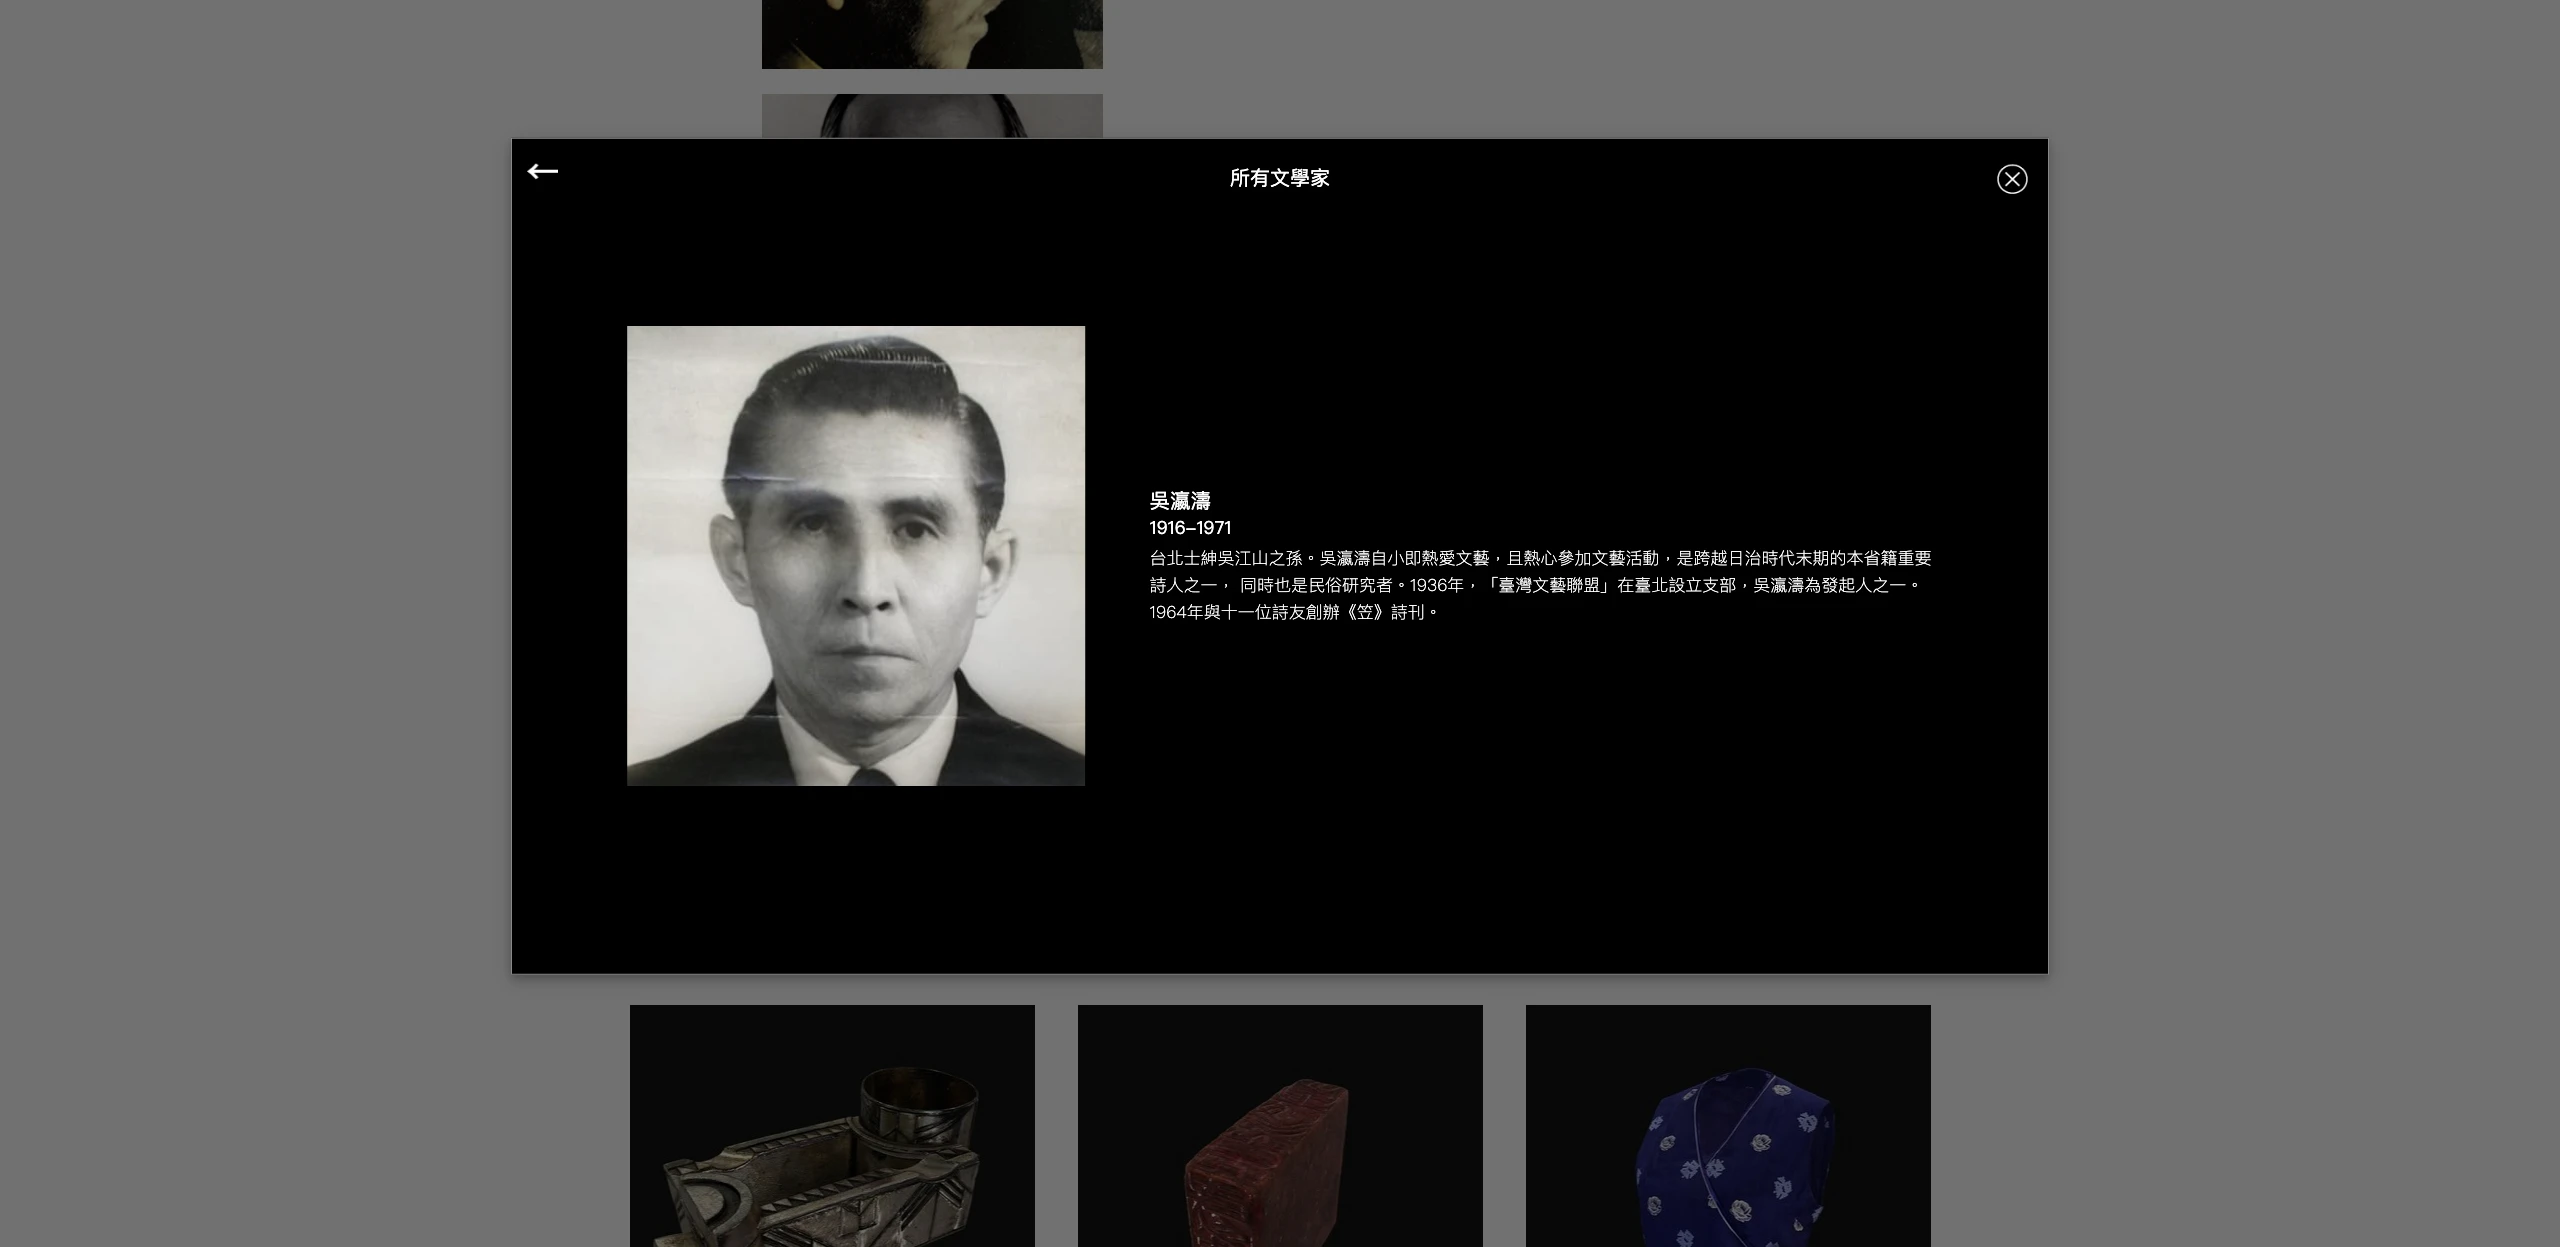 所有文學家
吳瀛濤
1916–1971
台北士紳吳江山之孫。吳瀛濤自小即熱愛文藝，且熱心參加文藝活動，是跨越日治時代末期的本省籍重要
詩人之一， 同時也是民俗研究者。1936年，「臺灣文藝聯盟」在臺北設立支部，吳瀛濤為發起人之一。
1964年與十一位詩友創辦《笠》詩刊。